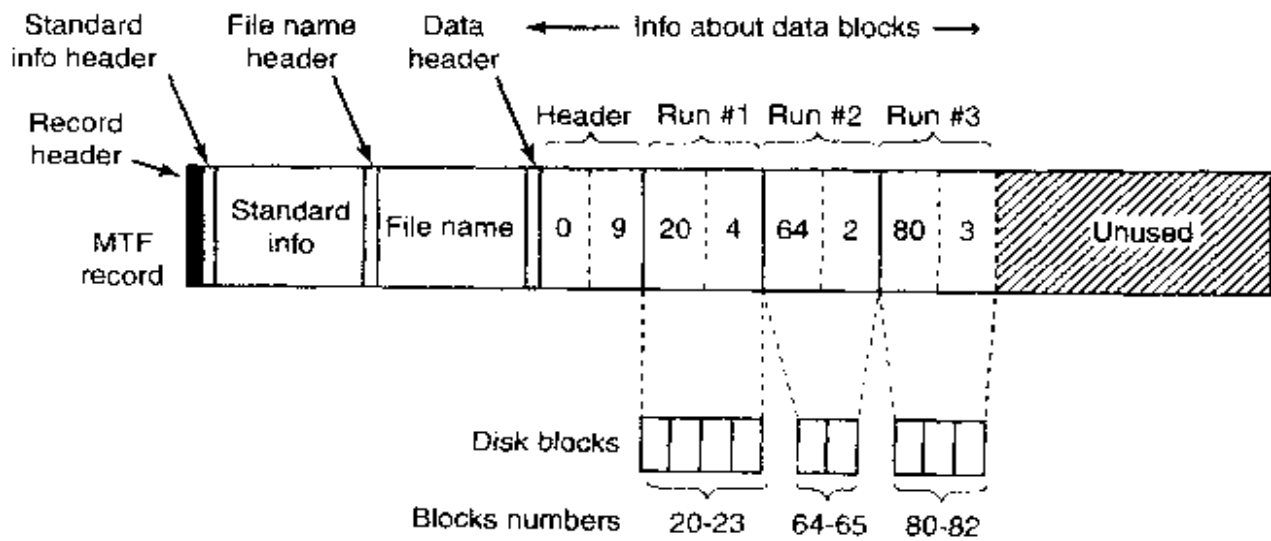 Standard
info header
File name
header
Data
header
Info about data blocks
Record
header
Header
Run #1
Run #2
Run #3
MTF
record
Standard
info
File name
0
9
20
4
64
2
80
3
Unused
Disk blocks
Blocks numbers
20-23
64-65
80-82